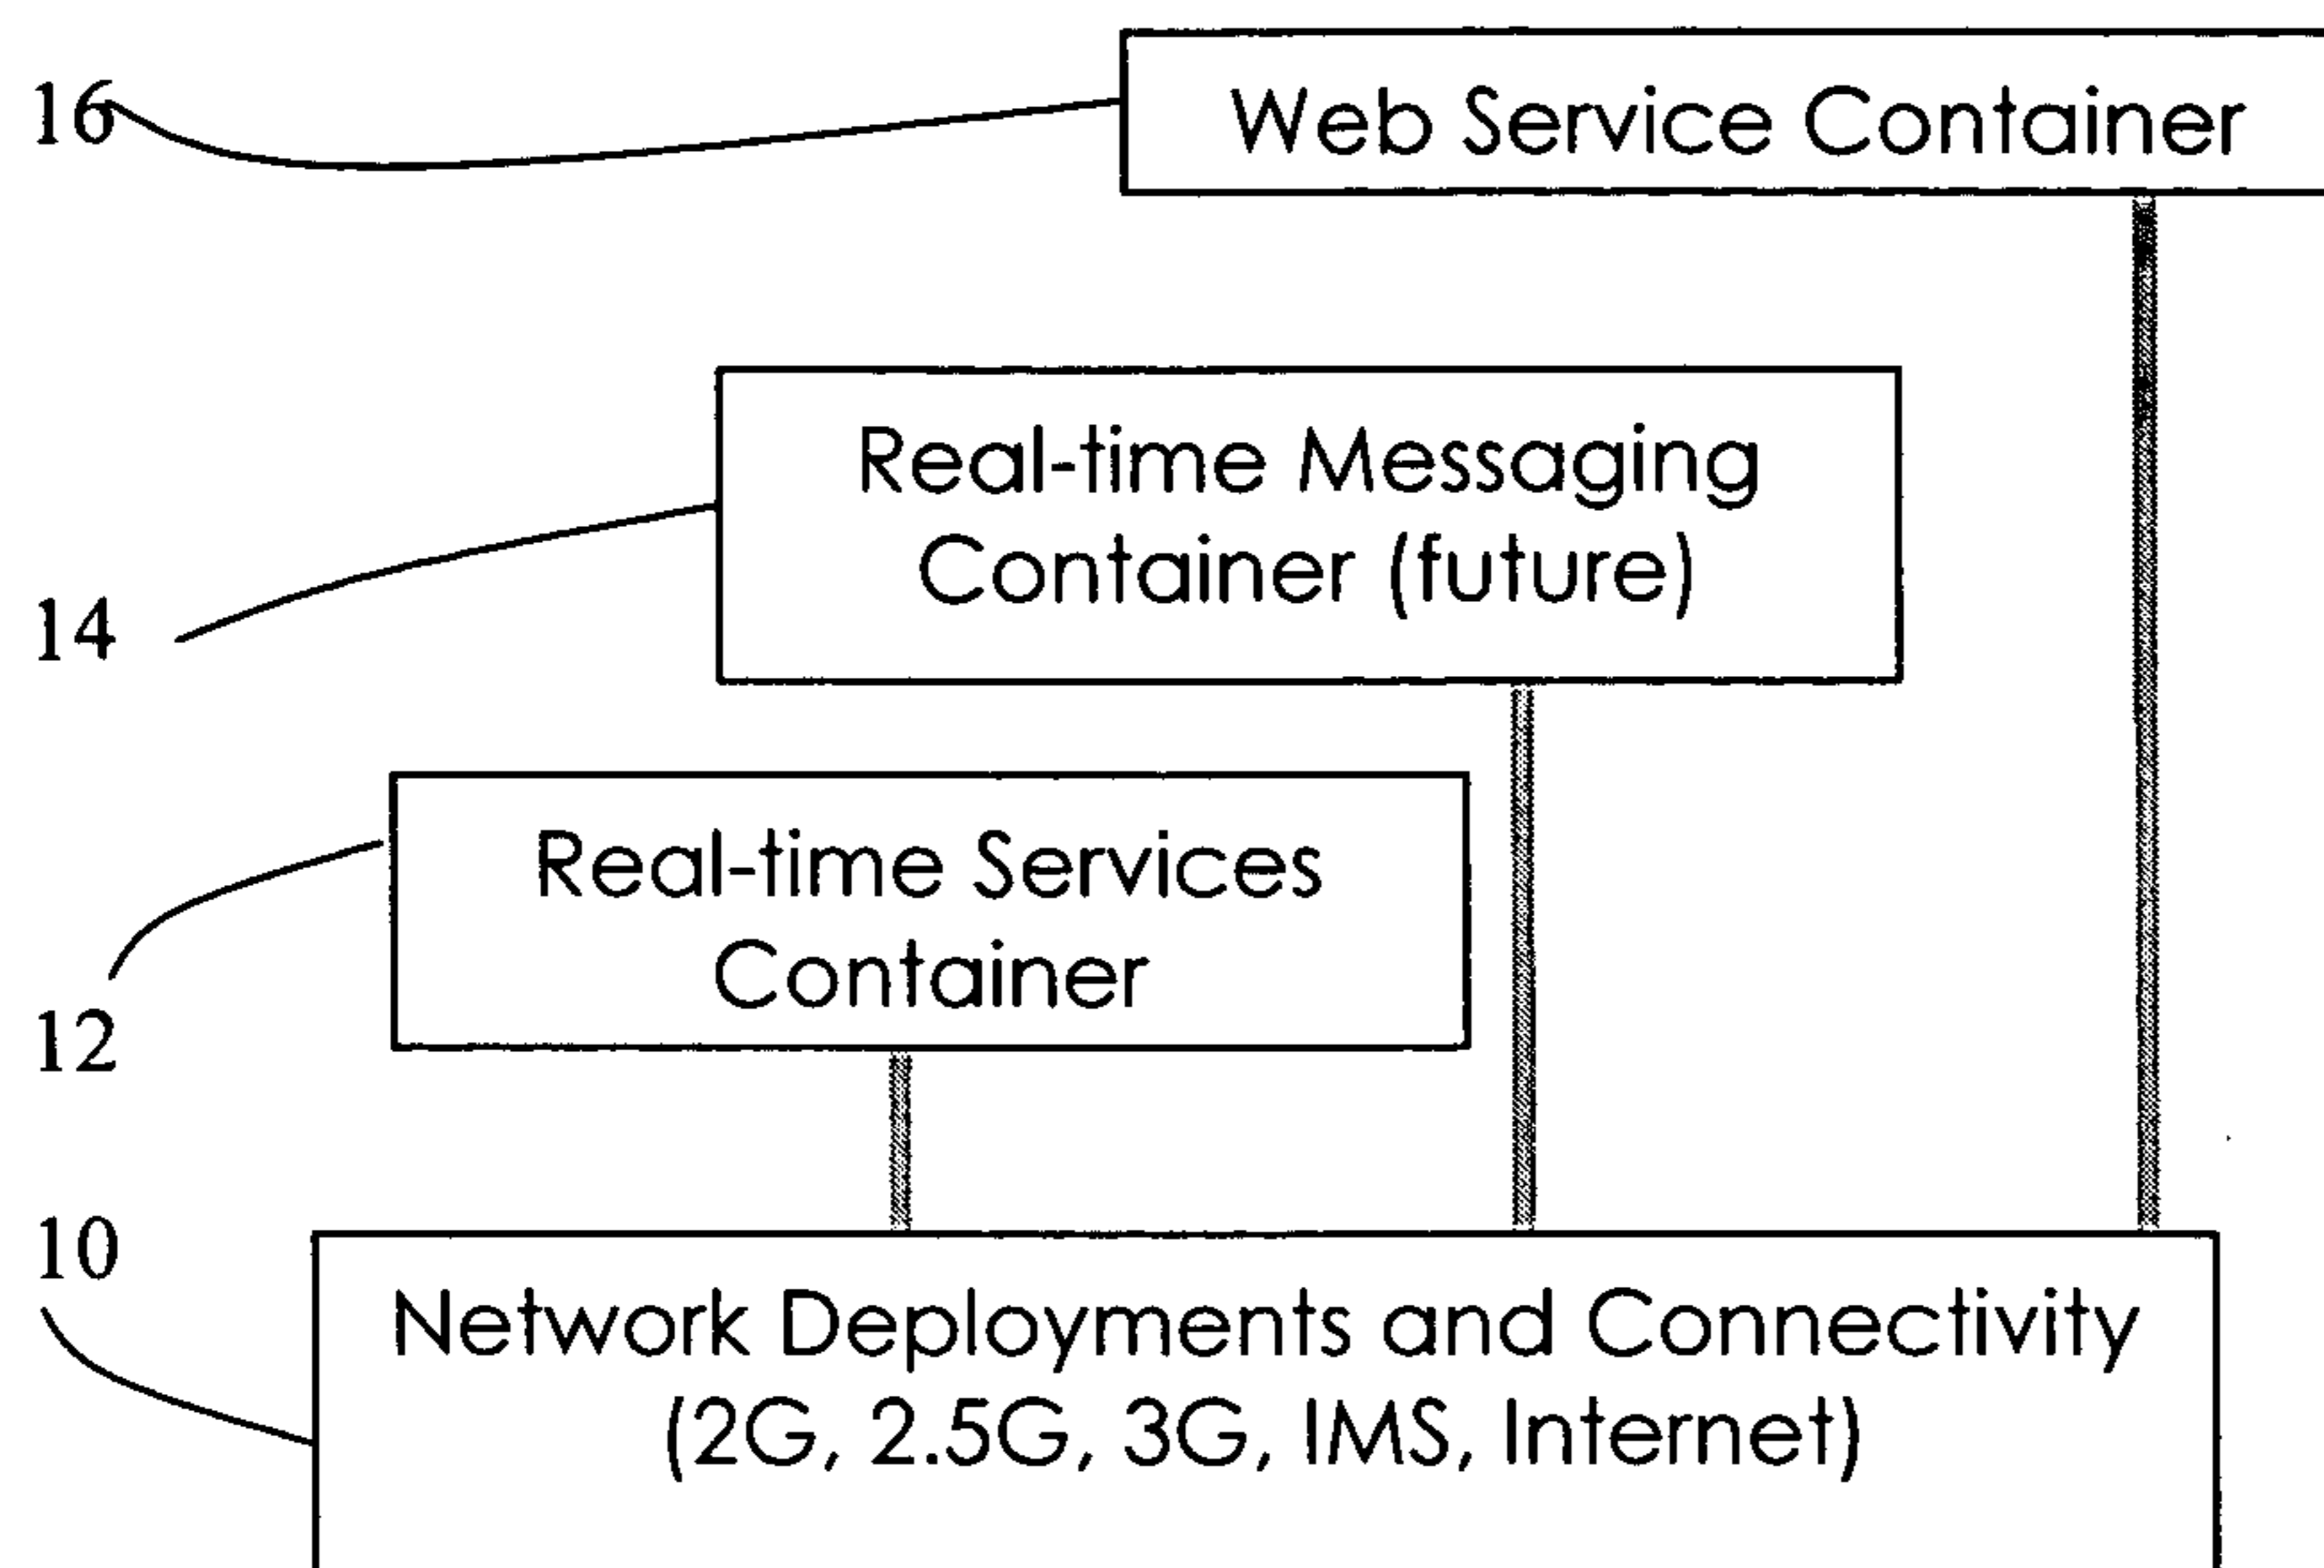 16
Web Service Container
Real-time Messaging
Container (future)
14
Real-time Services
Container
12
10
Network Deployments and Connectivity
(2G, 2.5G, 3G, IMS, Internet)